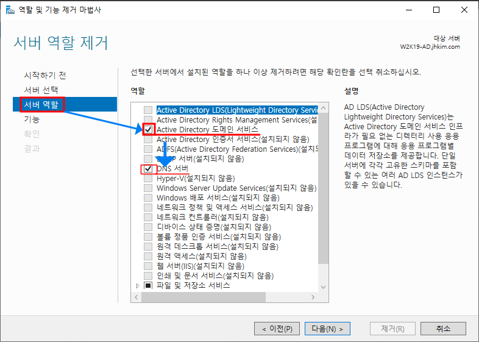 역할 및 기능 제거 마법사
서버 역할 제거
대상 서버
W2K19-AD.jhkim.com
시작하기 전
서버 선택
서버 역할
기능
확인
결과
선택한 서버에서 설치된 역할을 하나 이상 제거하려면 해당 확인란을 선택 취소하십시오.
역할
Active Directory LDS(Lightweight Directory Servic
Active Directory Rights Management Services(설
Active Directory 도메인 서비스
Active Directory 인증서 서비스(설치되지 않음)
ADFS(Active Directory Federation Services)(설치
서버(설치되지 않음)
DNS 서버
Hyper-V(설치되지 않음)
Windows Server Update Services(설치되지 않음)
Windows 배포 서비스(설치되지 않음)
네트워크 정책 및 액세스 서비스(설치되지 않음)
네트워크 컨트롤러(설치되지 않음)
디바이스 상태 증명(설치되지 않음)
볼륨 정품 인증 서비스(설치되지 않음)
원격 데스크톱 서비스(설치되지 않음)
원격 액세스(설치되지 않음)
웹 서버(IIS)(설치되지 않음)
인쇄 및 문서 서비스(설치되지 않음)
파일 및 저장소 서비스
설명
AD LDS(Active Directory
Lightweight Directory Services)는
Active Directory 도메인 서비스 인프
라가 필요 없는 디렉터리 사용 응용
프로그램에 대해 응용 프로그램별
데이터 저장소를 제공합니다. 단일
서버에 각각 고유한 스키마를 포함
할 수 있는 여러 AD LDS 인스턴스가
있을 수 있습니다.
< 이전(P)
다음(N) >
제거(R)
취소